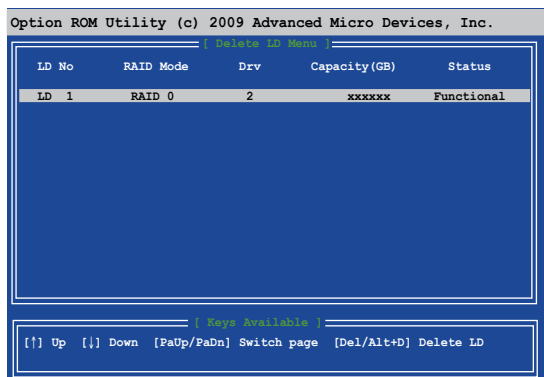 Option ROM Utility (c) 2009 Advanced Micro Devices, Inc.
[ Delete LD Menu ]
LD No RAID Mode Drv Capacity(GB) Status
LD 1 RAID 0 2 xxxxxx Functional
[ Keys Available ]
[↑] Up [↓] Down [PaUp/PaDn] Switch page [Del/Alt+D] Delete LD